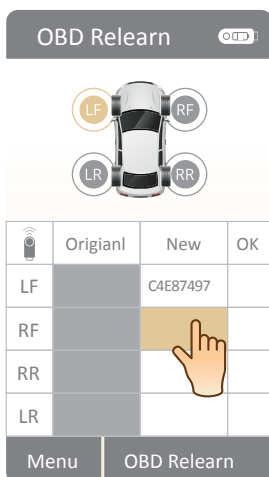 OBD Relearn
LF RF
LR RR
Origianl New OK
LF C4E87497
RF
RR
LR
Menu OBD Relearn